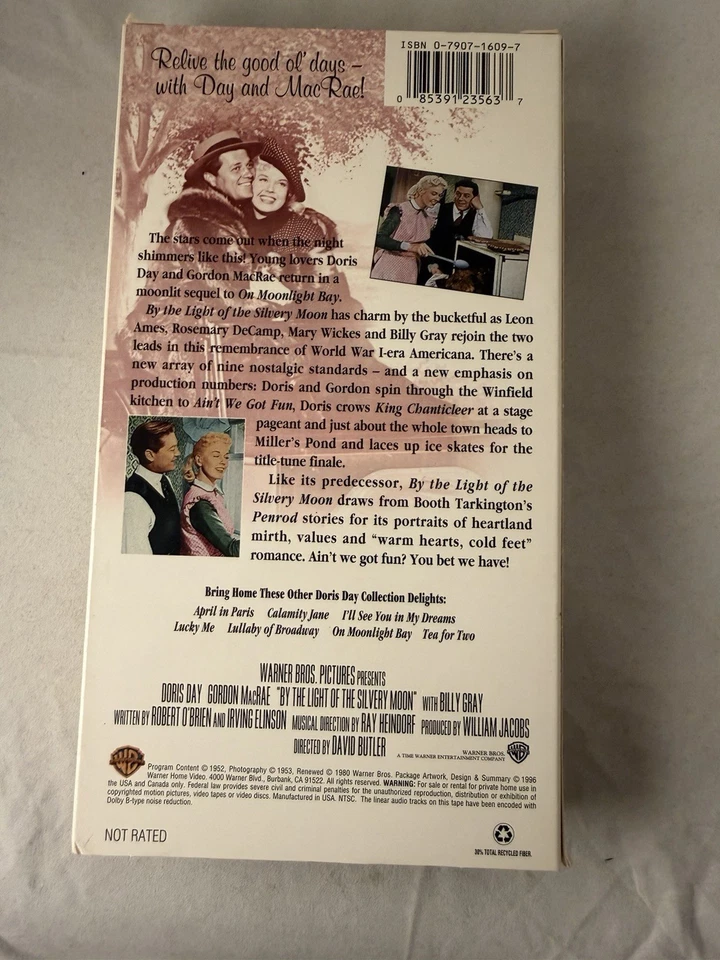 Relive the good ol' days –
with Day and MacRae!
ISBN 0-7907-1609-7
0 85391 23563 7
The stars come out when the night
shimmers like this! Young lovers Doris
Day and Gordon MacRae return in a
moonlit sequel to On Moonlight Bay.
By the Light of the Silvery Moon has charm by the bucketful as Leon
Ames, Rosemary DeCamp, Mary Wickes and Billy Gray rejoin the two
leads in this remembrance of World War I-era Americana. There's a
new array of nine nostalgic standards – and a new emphasis on
production numbers: Doris and Gordon spin through the Winfield
kitchen to Ain't We Got Fun, Doris crows King Chanticleer at a stage
pageant and just about the whole town heads to
Miller's Pond and laces up ice skates for the
title-tune finale.
Like its predecessor, By the Light of the
Silvery Moon draws from Booth Tarkington's
Penrod stories for its portraits of heartland
mirth, values and "warm hearts, cold feet"
romance. Ain't we got fun? You bet we have!
Bring Home These Other Doris Day Collection Delights:
April in Paris Calamity Jane I'll See You in My Dreams
Lucky Me Lullaby of Broadway On Moonlight Bay Tea for Two
WARNER BROS. PICTURES PRESENTS
DORIS DAY GORDON MacRAE "BY THE LIGHT OF THE SILVERY MOON" WITH BILLY GRAY
WRITTEN BY ROBERT O'BRIEN AND IRVING ELINSON MUSICAL DIRECTION BY RAY HEINDORF PRODUCED BY WILLIAM JACOBS
DIRECTED BY DAVID BUTLER
WARNER BROS.
A TIME WARNER ENTERTAINMENT COMPANY
Program Content © 1952, Photography © 1953, Renewed © 1980 Warner Bros. Package Artwork, Design & Summary © 1996
Warner Home Video. 4000 Warner Blvd., Burbank, CA 91522. All rights reserved. WARNING: For sale or rental for private home use in
the USA and Canada only. Federal law provides severe civil and criminal penalties for the unauthorized reproduction, distribution or exhibition of
copyrighted motion pictures, video tapes or video discs. Manufactured in USA. NTSC. The linear audio tracks on this tape have been encoded with
Dolby B-type noise reduction.
NOT RATED
30% TOTAL RECYCLED FIBER.